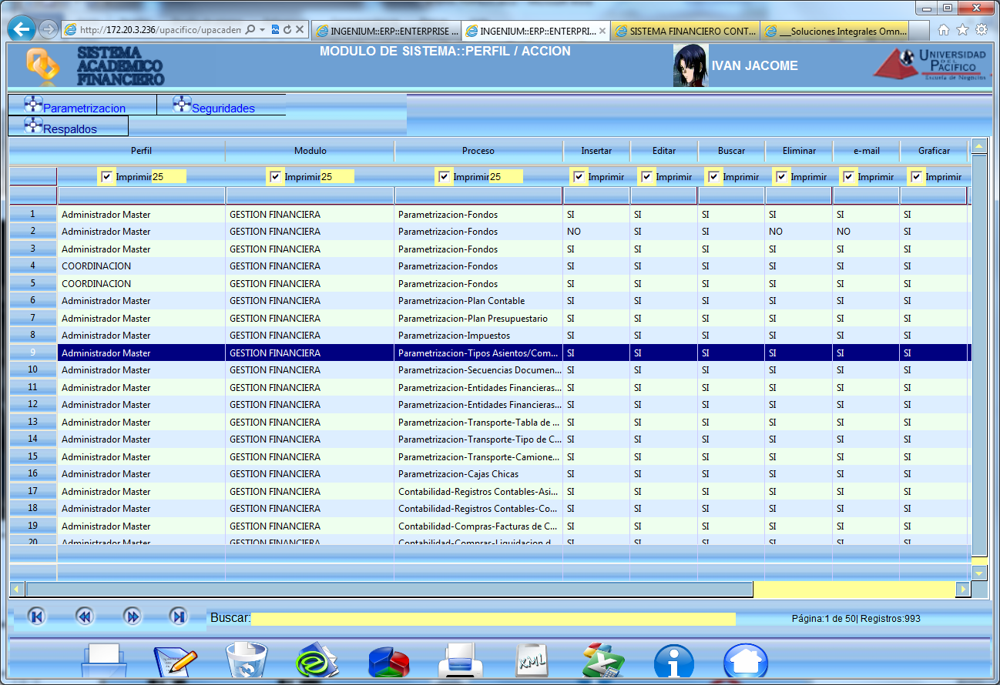 http://172.20.3.236/upacifico/upacaden
INGENIUM::ERP::ENTERPRISE ...
INGENIUM::ERP::ENTERPRI...
SISTEMA FINANCIERO CONT...
___Soluciones Integrales Omn...
SISTEMA
ACADEMICO
FINANCIERO
MODULO DE SISTEMA::PERFIL / ACCION
IVAN JACOME
UNIVERSIDAD
DEL
PACÍFICO
Escuela de Negocios
Parametrizacion
Seguridades
Respaldos
Perfil Modulo Proceso Insertar Editar Buscar Eliminar e-mail Graficar
Imprimir 25 Imprimir 25 Imprimir 25 Imprimir Imprimir Imprimir Imprimir Imprimir Imprimir
1 Administrador Master GESTION FINANCIERA Parametrizacion-Fondos SI SI SI SI SI SI
2 Administrador Master GESTION FINANCIERA Parametrizacion-Fondos NO SI SI NO NO SI
3 Administrador Master GESTION FINANCIERA Parametrizacion-Fondos SI SI SI SI SI SI
4 COORDINACION GESTION FINANCIERA Parametrizacion-Fondos SI SI SI SI SI SI
5 COORDINACION GESTION FINANCIERA Parametrizacion-Fondos SI SI SI SI SI SI
6 Administrador Master GESTION FINANCIERA Parametrizacion-Plan Contable SI SI SI SI SI SI
7 Administrador Master GESTION FINANCIERA Parametrizacion-Plan Presupuestario SI SI SI SI SI SI
8 Administrador Master GESTION FINANCIERA Parametrizacion-Impuestos SI SI SI SI SI SI
9 Administrador Master GESTION FINANCIERA Parametrizacion-Tipos Asientos/Com... SI SI SI SI SI SI
10 Administrador Master GESTION FINANCIERA Parametrizacion-Secuencias Documen... SI SI SI SI SI SI
11 Administrador Master GESTION FINANCIERA Parametrizacion-Entidades Financieras... SI SI SI SI SI SI
12 Administrador Master GESTION FINANCIERA Parametrizacion-Entidades Financieras... SI SI SI SI SI SI
13 Administrador Master GESTION FINANCIERA Parametrizacion-Transporte-Tabla de ... SI SI SI SI SI SI
14 Administrador Master GESTION FINANCIERA Parametrizacion-Transporte-Tipo de C... SI SI SI SI SI SI
15 Administrador Master GESTION FINANCIERA Parametrizacion-Transporte-Camione... SI SI SI SI SI SI
16 Administrador Master GESTION FINANCIERA Parametrizacion-Cajas Chicas SI SI SI SI SI SI
17 Administrador Master GESTION FINANCIERA Contabilidad-Registros Contables-Asi... SI SI SI SI SI SI
18 Administrador Master GESTION FINANCIERA Contabilidad-Registros Contables-Co... SI SI SI SI SI SI
19 Administrador Master GESTION FINANCIERA Contabilidad-Compras-Facturas de C... SI SI SI SI SI SI
20 Administrador Master GESTION FINANCIERA Contabilidad-Compras-Liquidacion d... SI SI SI SI SI SI
Buscar:
Página:1 de 50| Registros:993
XML